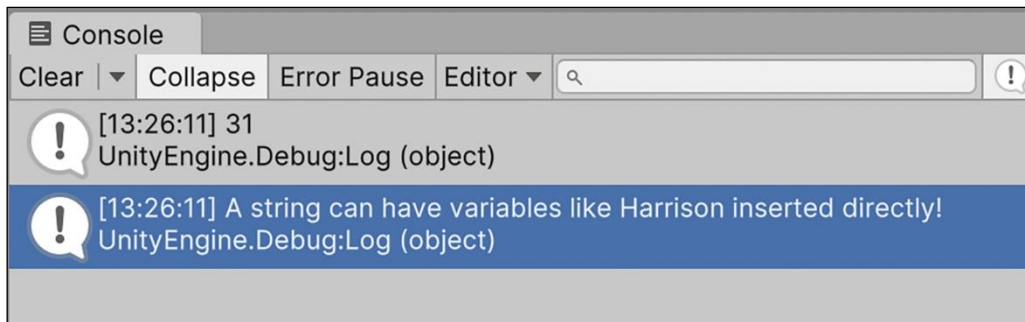 Console
Clear Collapse Error Pause Editor
[13:26:11] 31
UnityEngine.Debug:Log (object)
[13:26:11] A string can have variables like Harrison inserted directly!
UnityEngine.Debug:Log (object)